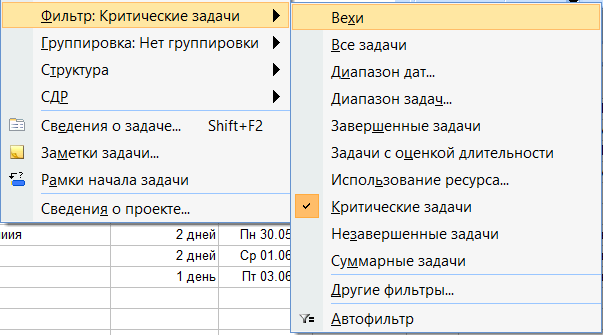 Фильтр: Критические задачи
Группировка: Нет группировки
Структура
СДР
Сведения о задаче... Shift+F2
Заметки задачи...
Рамки начала задачи
Сведения о проекте...
Вехи
Все задачи
Диапазон дат...
Диапазон задач...
Завершенные задачи
Задачи с оценкой длительности
Использование ресурса...
Критические задачи
Незавершенные задачи
Суммарные задачи
Другие фильтры...
Автофильтр
2 дней Пн 30.05
2 дней Ср 01.06
1 день Пт 03.06